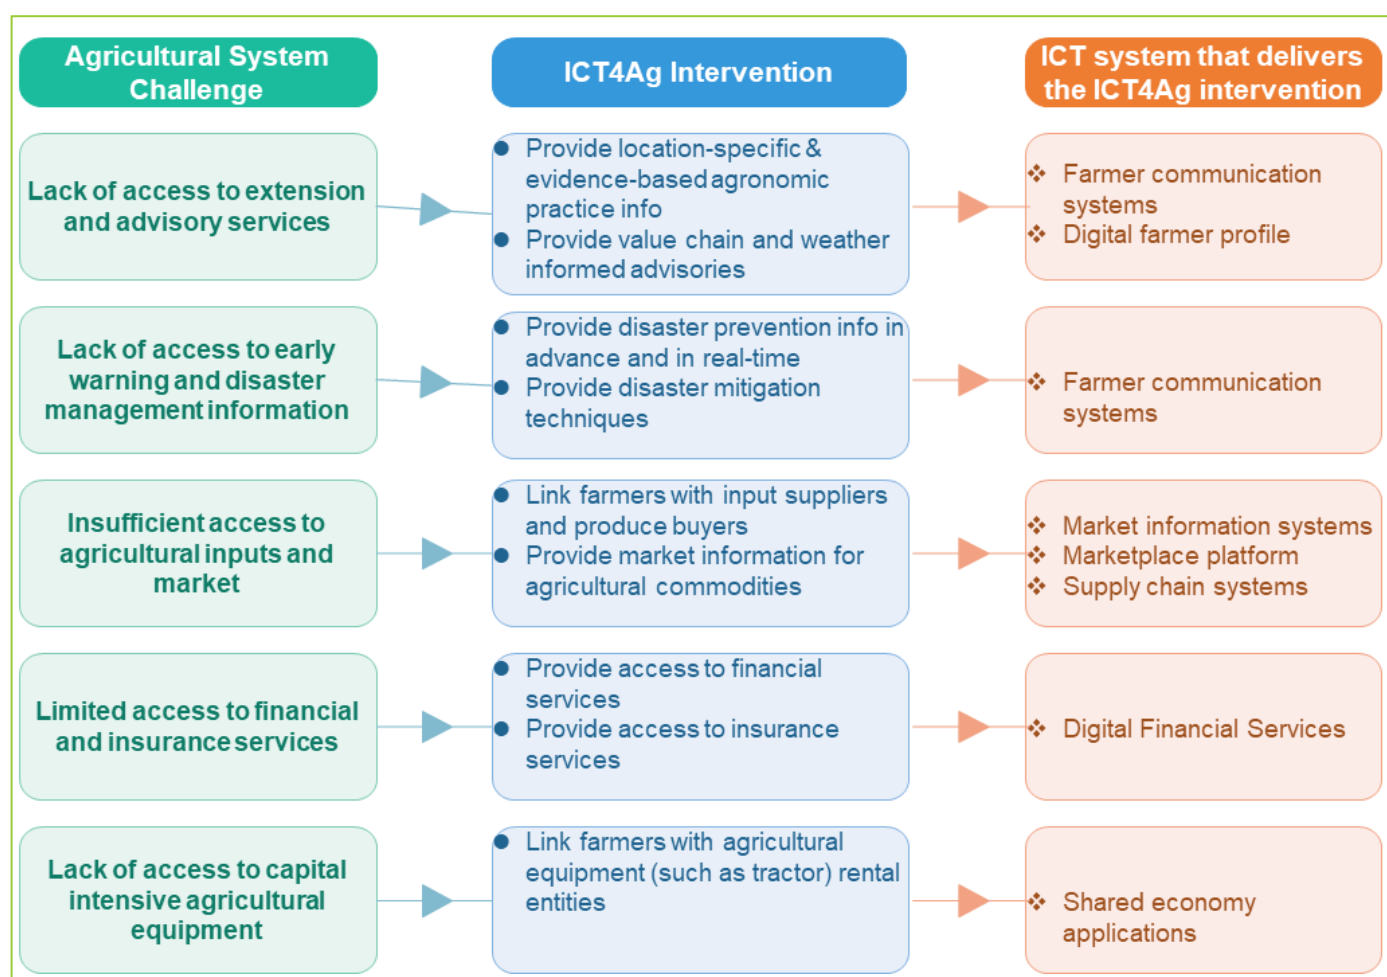 Agricultural System
Challenge
ICT4Ag Intervention
ICT system that delivers
the ICT4Ag intervention
Lack of access to extension
and advisory services
Provide location-specific &
evidence-based agronomic
practice info
Provide value chain and weather
informed advisories
Farmer communication
systems
Digital farmer profile
Lack of access to early
warning and disaster
management information
Provide disaster prevention info in
advance and in real-time
Provide disaster mitigation
techniques
Farmer communication
systems
Insufficient access to
agricultural inputs and
market
Link farmers with input suppliers
and produce buyers
Provide market information for
agricultural commodities
Market information systems
Marketplace platform
Supply chain systems
Limited access to financial
and insurance services
Provide access to financial
services
Provide access to insurance
services
Digital Financial Services
Lack of access to capital
intensive agricultural
equipment
Link farmers with agricultural
equipment (such as tractor) rental
entities
Shared economy
applications